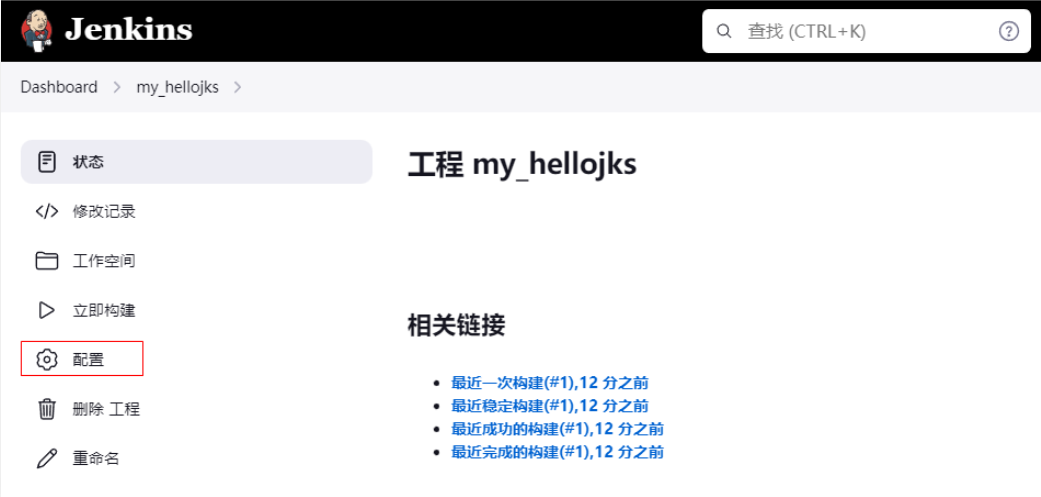 Jenkins
查找 (CTRL+K)
Dashboard
my_hellojks
状态
修改记录
工作空间
立即构建
配置
删除 工程
重命名
工程 my_hellojks
相关链接
最近一次构建(#1),12 分之前
最近稳定构建(#1),12 分之前
最近成功的构建(#1),12 分之前
最近完成的构建(#1),12 分之前